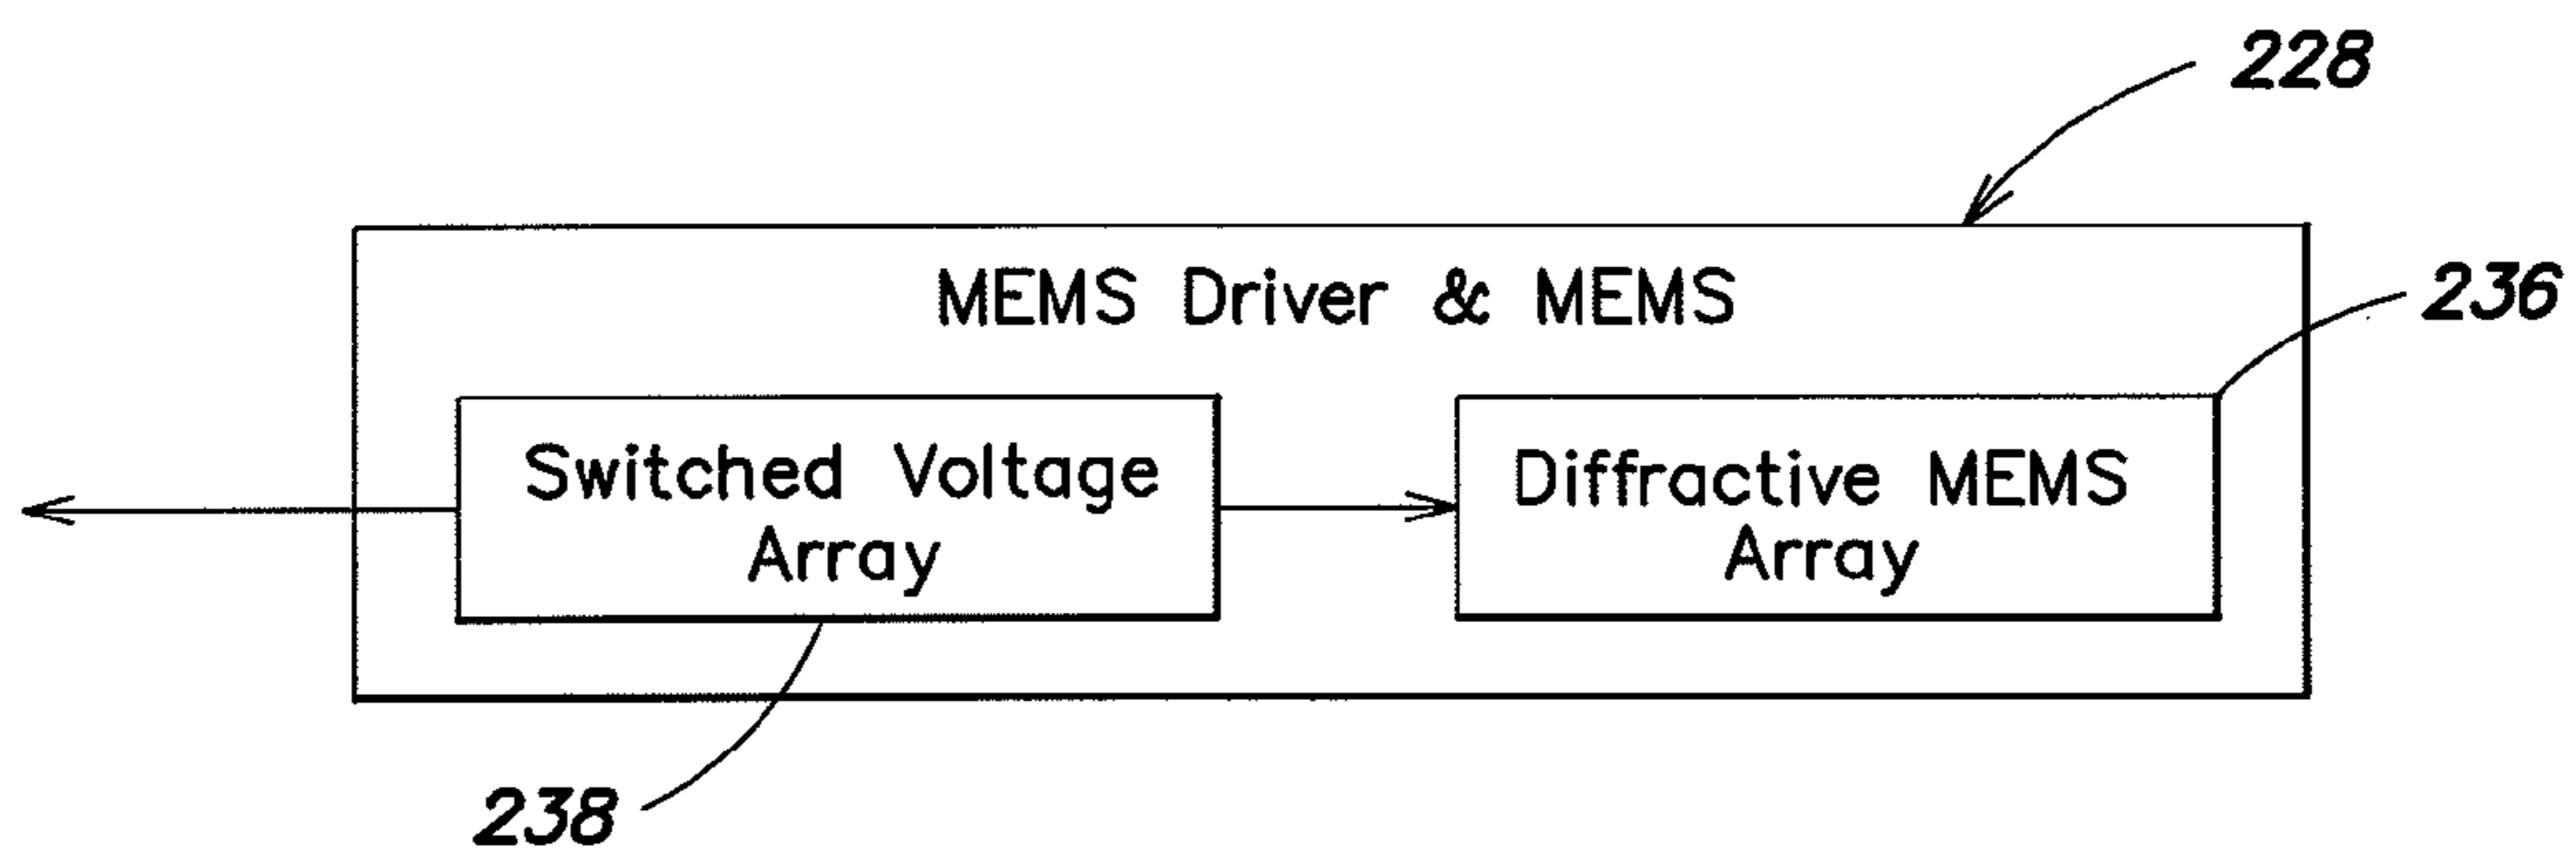 228
MEMS Driver & MEMS
236
Switched Voltage
Array
Diffractive MEMS
Array
238